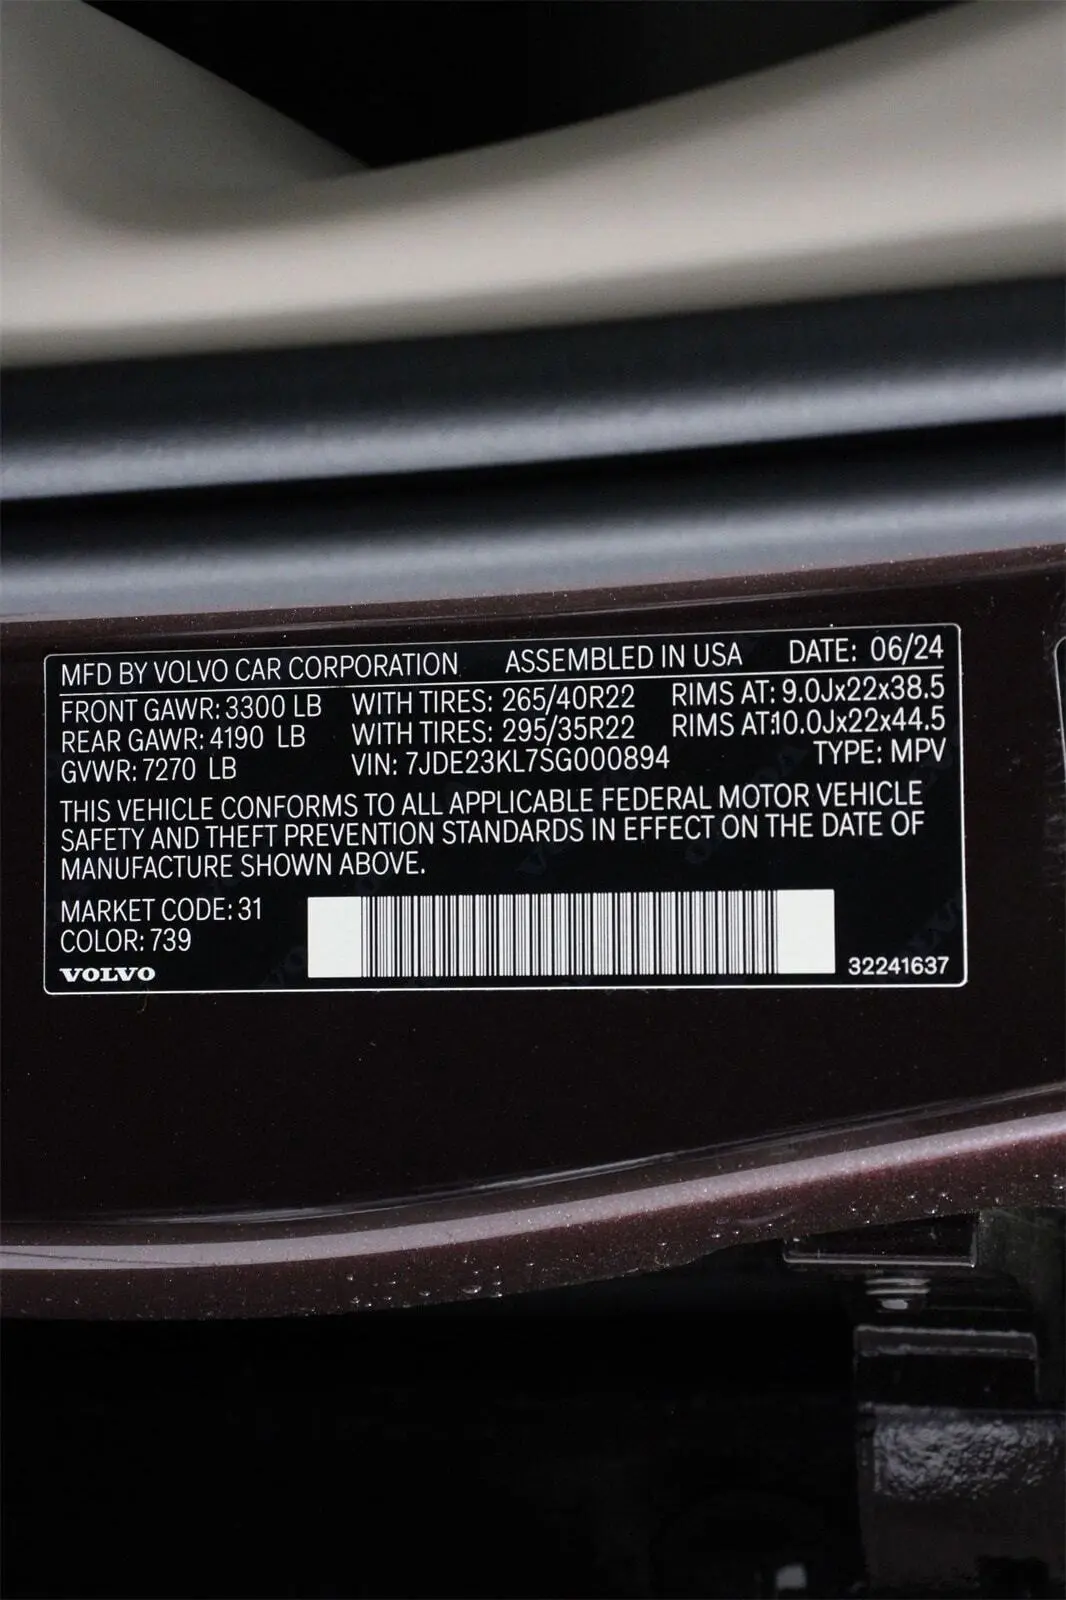 MFD BY VOLVO CAR CORPORATION ASSEMBLED IN USA DATE: 06/24
FRONT GAWR: 3300 LB WITH TIRES: 265/40R22 RIMS AT: 9.0Jx22x38.5
REAR GAWR: 4190 LB WITH TIRES: 295/35R22 RIMS AT:10.0Jx22x44.5
GVWR: 7270 LB VIN: 7JDE23KL7SG000894 TYPE: MPV
THIS VEHICLE CONFORMS TO ALL APPLICABLE FEDERAL MOTOR VEHICLE
SAFETY AND THEFT PREVENTION STANDARDS IN EFFECT ON THE DATE OF
MANUFACTURE SHOWN ABOVE.
MARKET CODE: 31
COLOR: 739
VOLVO 32241637